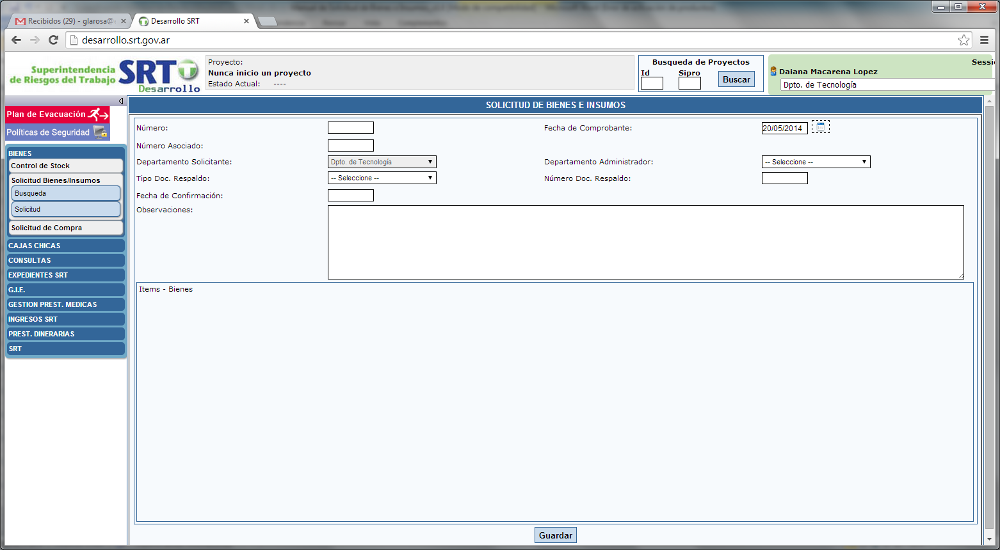 Recibidos (29) - glarosa@
Desarrollo SRT
desarrollo.srt.gov.ar
Superintendencia
de Riesgos del Trabajo
SRT
Desarrollo
Proyecto:
Nunca inicio un proyecto
Estado Actual: ----
Busqueda de Proyectos
Id Sipro
Buscar
Sessi
Daiana Macarena Lopez
Dpto. de Tecnología
Plan de Evacuación
Políticas de Seguridad
BIENES
Control de Stock
Solicitud Bienes/Insumos
Busqueda
Solicitud
Solicitud de Compra
CAJAS CHICAS
CONSULTAS
EXPEDIENTES SRT
G.I.E.
GESTION PREST. MEDICAS
INGRESOS SRT
PREST. DINERARIAS
SRT
SOLICITUD DE BIENES E INSUMOS
Número:
Fecha de Comprobante: 20/05/2014
Número Asociado:
Departamento Solicitante: Dpto. de Tecnología
Departamento Administrador: -- Seleccione --
Tipo Doc. Respaldo: -- Seleccione --
Número Doc. Respaldo:
Fecha de Confirmación:
Observaciones:
Items - Bienes
Guardar